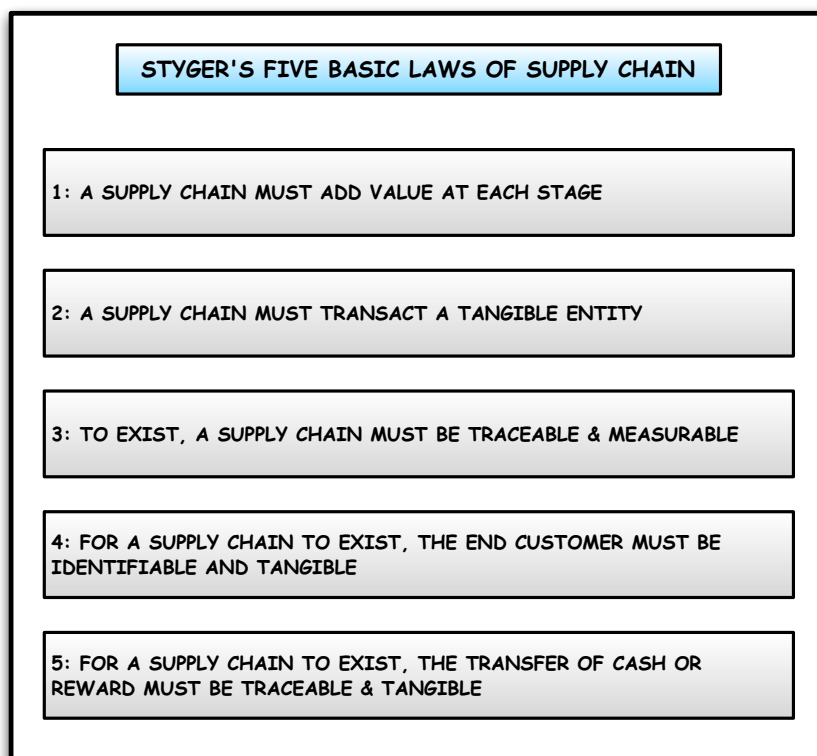 STYGER'S FIVE BASIC LAWS OF SUPPLY CHAIN
1: A SUPPLY CHAIN MUST ADD VALUE AT EACH STAGE
2: A SUPPLY CHAIN MUST TRANSACT A TANGIBLE ENTITY
3: TO EXIST, A SUPPLY CHAIN MUST BE TRACEABLE & MEASURABLE
4: FOR A SUPPLY CHAIN TO EXIST, THE END CUSTOMER MUST BE
IDENTIFIABLE AND TANGIBLE
5: FOR A SUPPLY CHAIN TO EXIST, THE TRANSFER OF CASH OR
REWARD MUST BE TRACEABLE & TANGIBLE